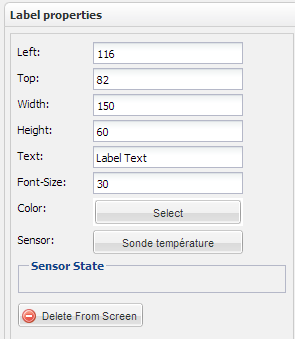 Label properties
Left: 116
Top: 82
Width: 150
Height: 60
Text: Label Text
Font-Size: 30
Color: Select
Sensor: Sonde température
Sensor State
Delete From Screen